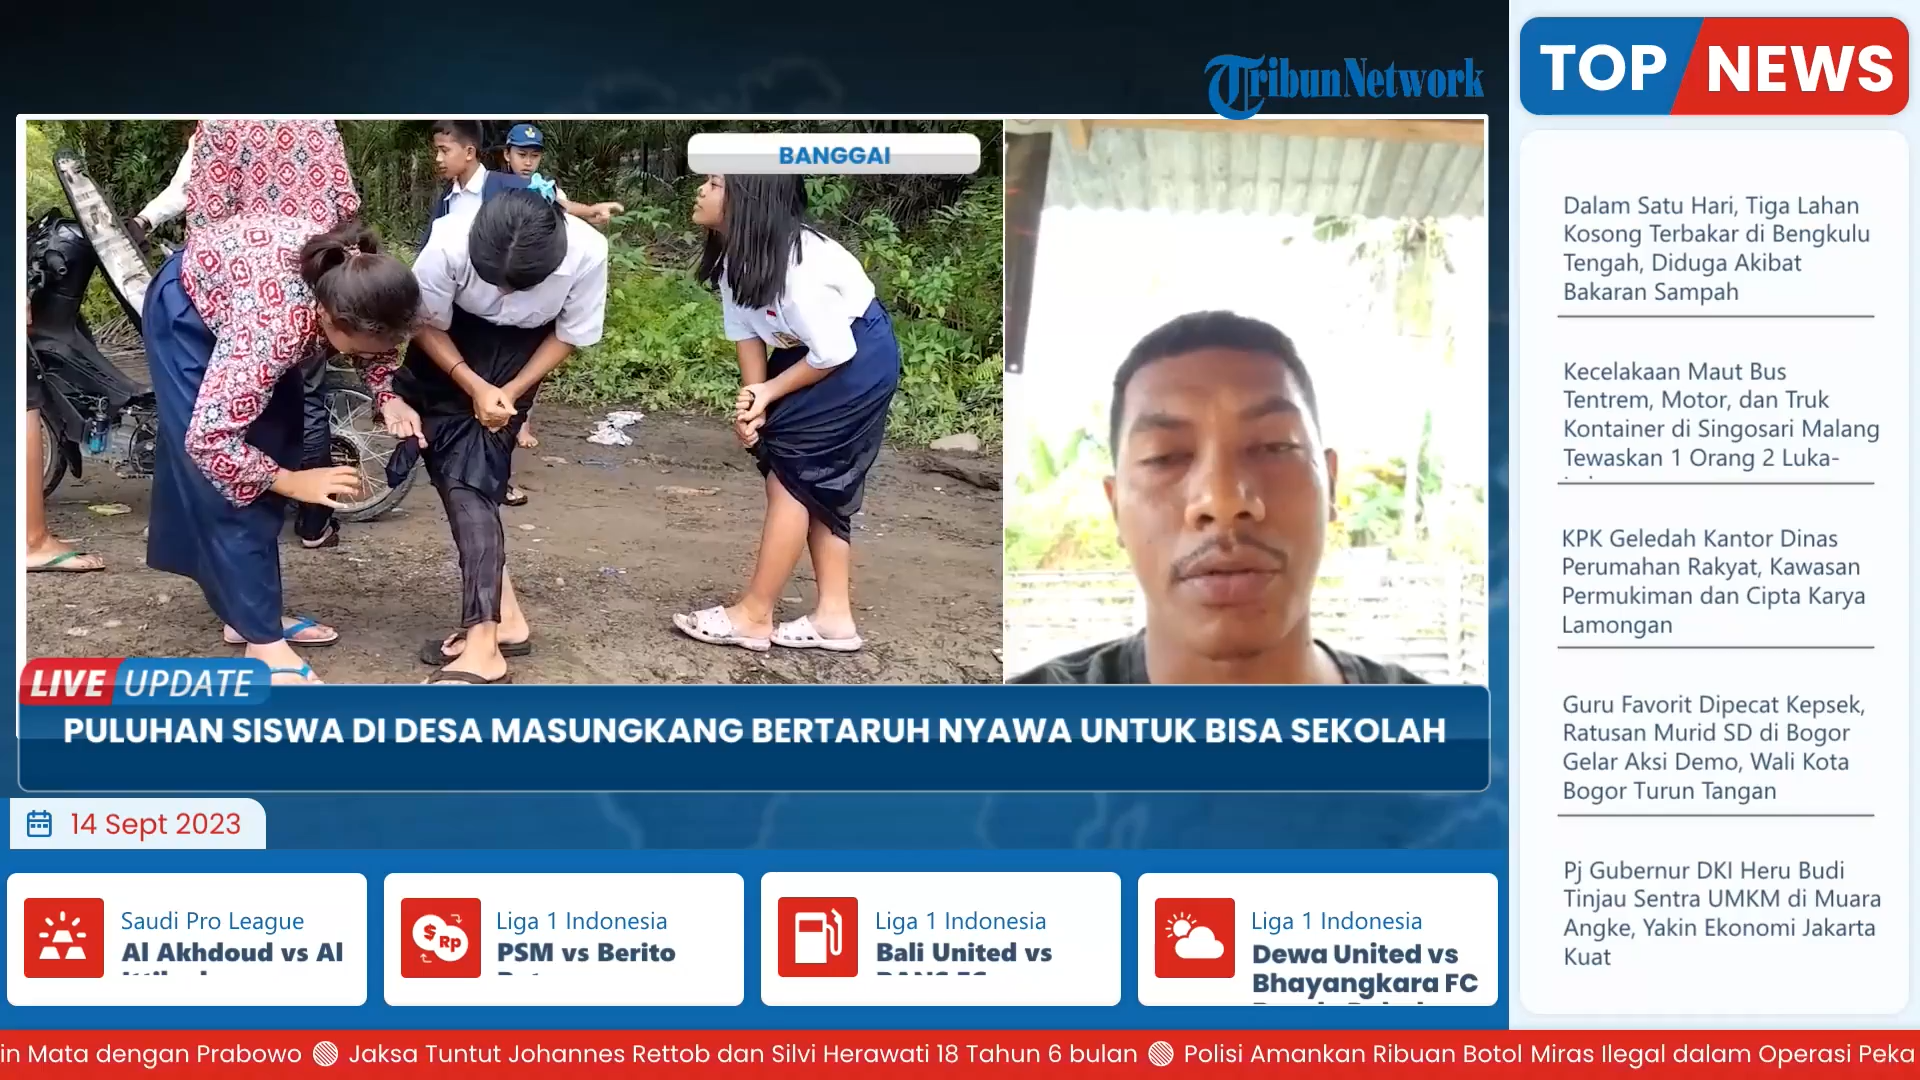 TribunNetwork
TOP NEWS
BANGGAI
Dalam Satu Hari, Tiga Lahan
Kosong Terbakar di Bengkulu
Tengah, Diduga Akibat
Bakaran Sampah
Kecelakaan Maut Bus
Tentrem, Motor, dan Truk
Kontainer di Singosari Malang
Tewaskan 1 Orang 2 Luka-
KPK Geledah Kantor Dinas
Perumahan Rakyat, Kawasan
Permukiman dan Cipta Karya
Lamongan
Guru Favorit Dipecat Kepsek,
Ratusan Murid SD di Bogor
Gelar Aksi Demo, Wali Kota
Bogor Turun Tangan
Pj Gubernur DKI Heru Budi
Tinjau Sentra UMKM di Muara
Angke, Yakin Ekonomi Jakarta
Kuat
LIVE UPDATE
PULUHAN SISWA DI DESA MASUNGKANG BERTARUH NYAWA UNTUK BISA SEKOLAH
14 Sept 2023
Saudi Pro League
Al Akhdoud vs Al
$ Rp
Liga 1 Indonesia
PSM vs Berito
Liga 1 Indonesia
Bali United vs
Liga 1 Indonesia
Dewa United vs
Bhayangkara FC
in Mata dengan Prabowo Jaksa Tuntut Johannes Rettob dan Silvi Herawati 18 Tahun 6 bulan Polisi Amankan Ribuan Botol Miras Ilegal dalam Operasi Peka